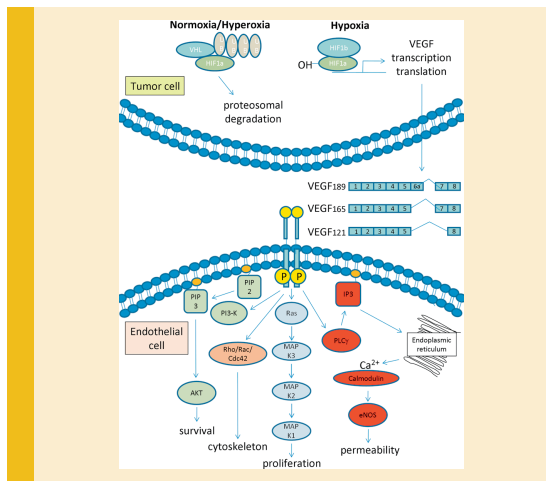 Normoxia/Hyperoxia
Hypoxia
VHL
HIF1a
HIF1b
OH
HIF1a
VEGF
transcription
translation
Tumor cell
proteosomal
degradation
VEGF189
1 2 3 4 5 6a 7 8
VEGF165
1 2 3 4 5 7 8
VEGF121
1 2 3 4 5 8
P P
PIP
2
PIP
3
PI3-K
Ras
IP3
Endothelial
cell
Rho/Rac/
Cdc42
MAP
K3
PLCγ
Endoplasmic
reticulum
Ca2+
Calmodulin
AKT
MAP
K2
eNOS
survival
MAP
K1
cytoskeleton
permeability
proliferation